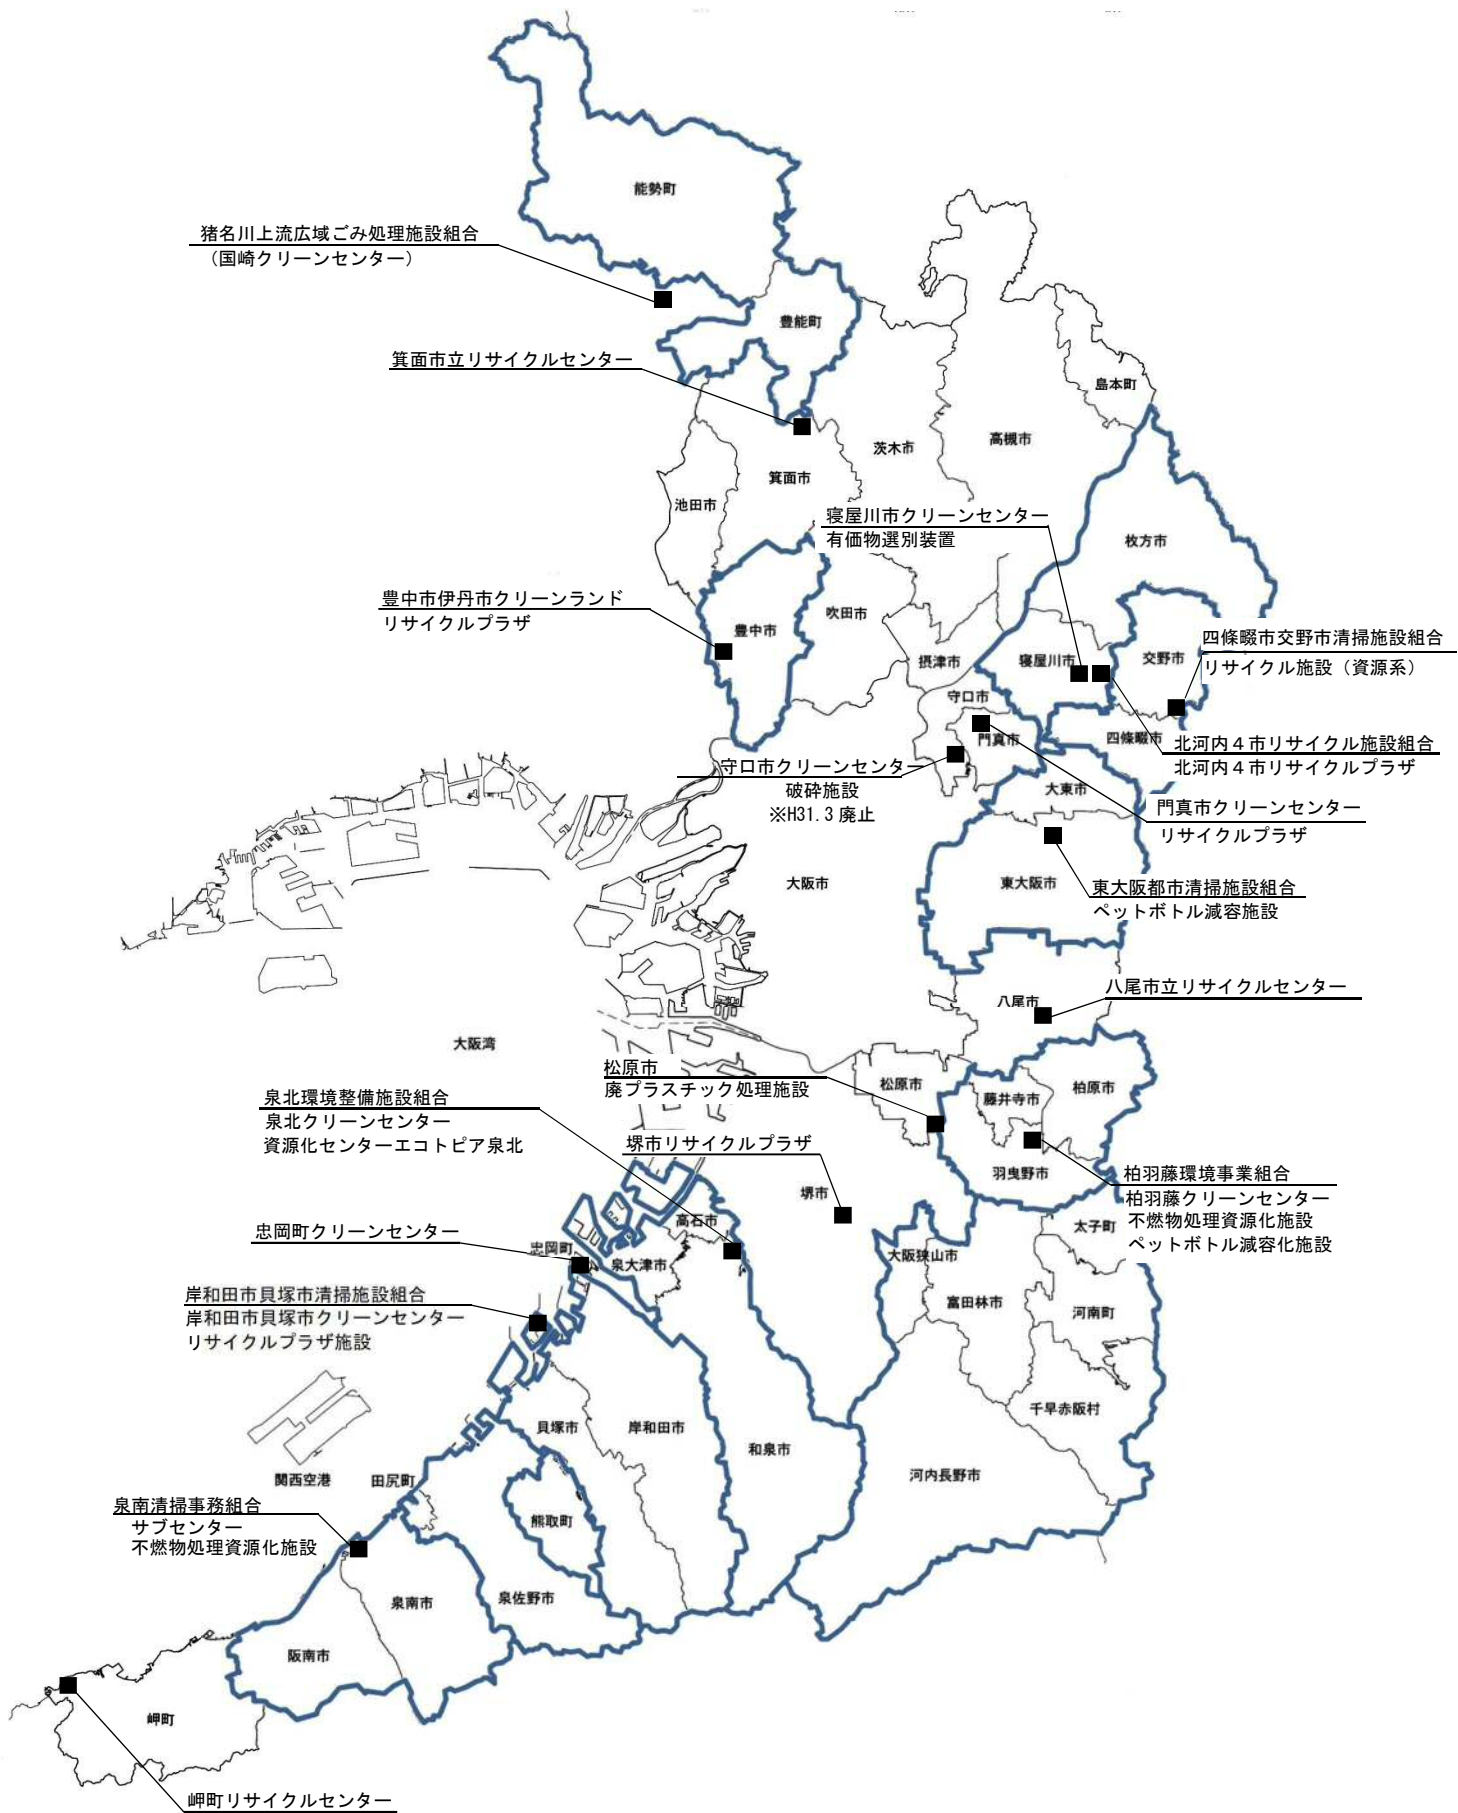 能勢町
猪名川上流広域ごみ処理施設組合
（国崎クリーンセンター）
豊能町
箕面市立リサイクルセンター
島本町
高槻市
茨木市
箕面市
池田市
寝屋川市クリーンセンター
有価物選別装置
枚方市
豊中市伊丹市クリーンランド
リサイクルプラザ
豊中市
吹田市
摂津市
寝屋川市
交野市
四條畷市交野市清掃施設組合
リサイクル施設（資源系）
守口市
門真市
四條畷市
北河内４市リサイクル施設組合
北河内４市リサイクルプラザ
守口市クリーンセンター
破砕施設
※H31.3 廃止
大東市
門真市クリーンセンター
リサイクルプラザ
大阪市
東大阪市
東大阪都市清掃施設組合
ペットボトル減容施設
八尾市
八尾市立リサイクルセンター
大阪湾
松原市
廃プラスチック処理施設
松原市
藤井寺市
柏原市
泉北環境整備施設組合
泉北クリーンセンター
資源化センターエコトピア泉北
堺市リサイクルプラザ
堺市
羽曳野市
柏羽藤環境事業組合
柏羽藤クリーンセンター
不燃物処理資源化施設
ペットボトル減容化施設
高石市
太子町
忠岡町クリーンセンター
忠岡町
泉大津市
大阪狭山市
富田林市
河南町
岸和田市貝塚市清掃施設組合
岸和田市貝塚市クリーンセンター
リサイクルプラザ施設
千早赤阪村
貝塚市
岸和田市
和泉市
河内長野市
関西空港
田尻町
熊取町
泉南清掃事務組合
サブセンター
不燃物処理資源化施設
泉南市
泉佐野市
阪南市
岬町
岬町リサイクルセンター